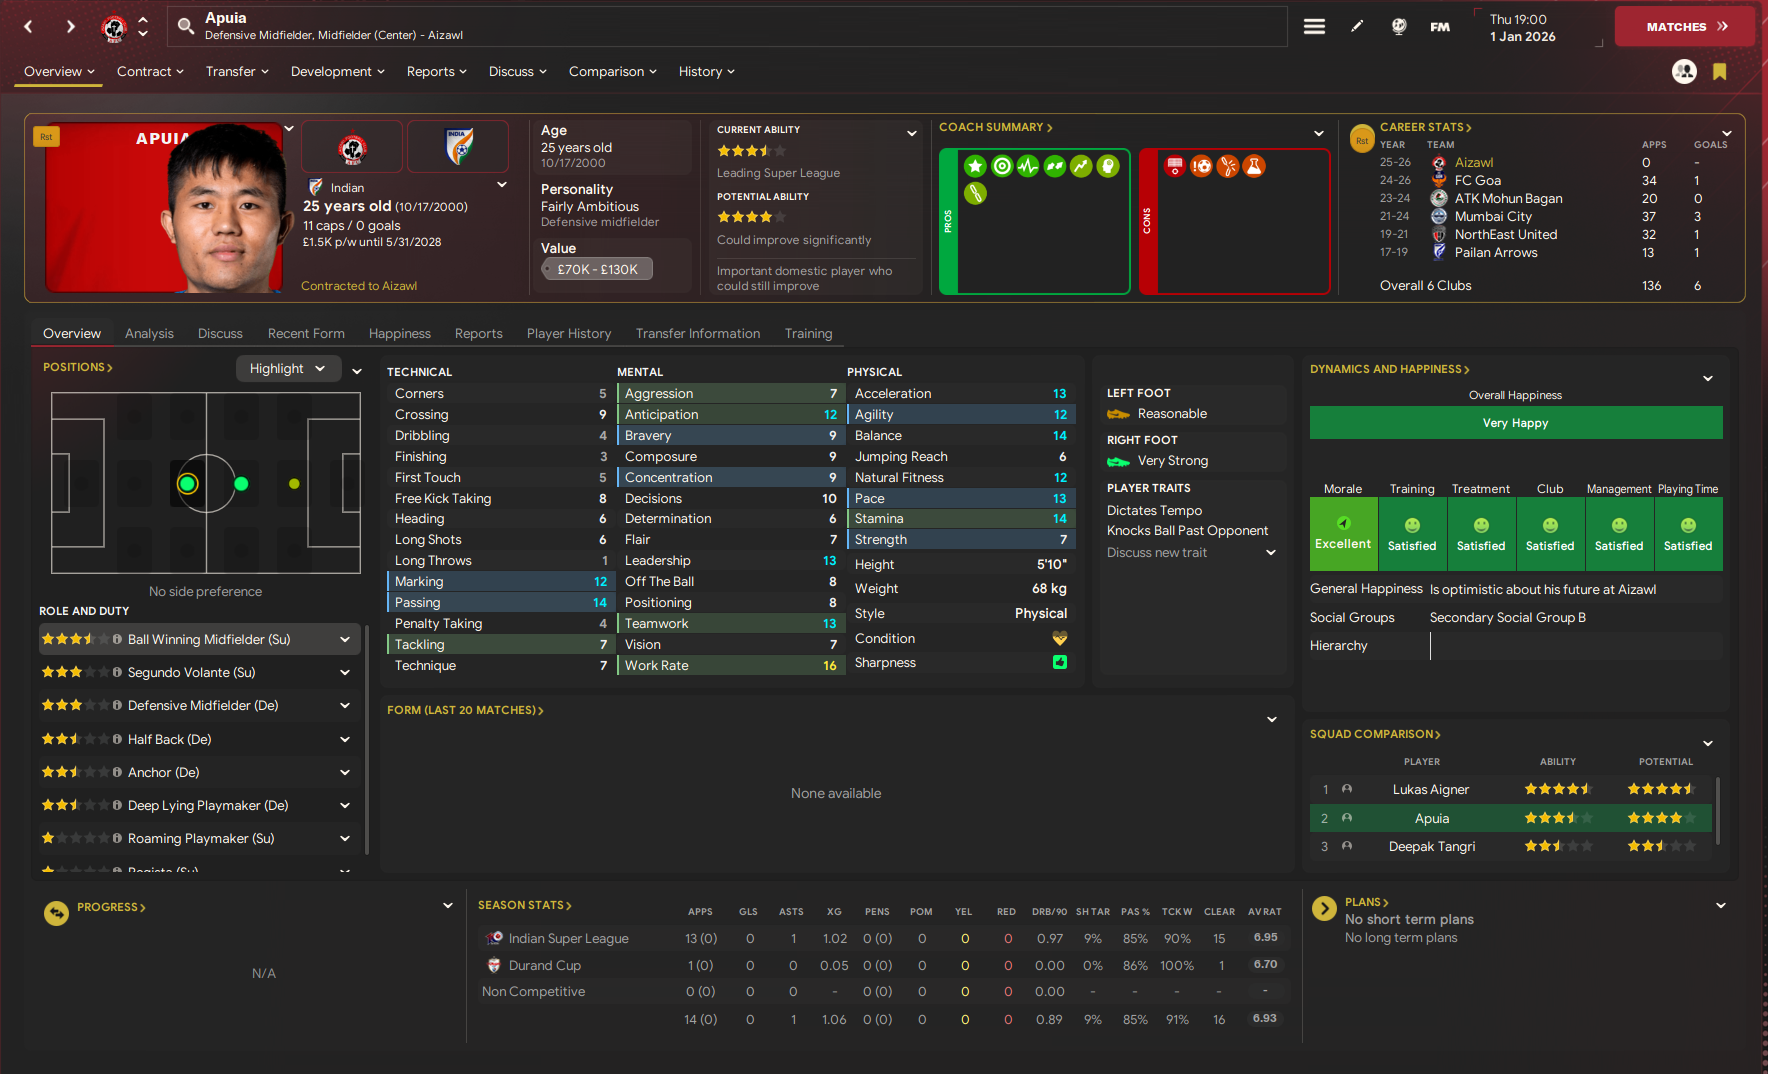 Apuia
Defensive Midfielder, Midfielder (Center) - Aizawl
FM
Thu 19:00
1 Jan 2026
MATCHES
Overview Contract Transfer Development Reports Discuss Comparison History
Rst
APUIA
INDIA
Indian
25 years old (10/17/2000)
11 caps / 0 goals
£1.5K p/w until 5/31/2028
Contracted to Aizawl
Age
25 years old
10/17/2000
Personality
Fairly Ambitious
Defensive midfielder
Value
£70K - £130K
CURRENT ABILITY
Leading Super League
POTENTIAL ABILITY
Could improve significantly
Important domestic player who
could still improve
COACH SUMMARY
PROS
CONS
Rst
CAREER STATS
YEAR TEAM APPS GOALS
25-26 Aizawl 0 -
24-26 FC Goa 34 1
23-24 ATK Mohun Bagan 20 0
21-24 Mumbai City 37 3
19-21 NorthEast United 32 1
17-19 Pailan Arrows 13 1
Overall 6 Clubs 136 6
Overview Analysis Discuss Recent Form Happiness Reports Player History Transfer Information Training
POSITIONS
Highlight
No side preference
ROLE AND DUTY
Ball Winning Midfielder (Su)
Segundo Volante (Su)
Defensive Midfielder (De)
Half Back (De)
Anchor (De)
Deep Lying Playmaker (De)
Roaming Playmaker (Su)
Regista (Su)
TECHNICAL
Corners 5
Crossing 9
Dribbling 4
Finishing 3
First Touch 5
Free Kick Taking 8
Heading 6
Long Shots 6
Long Throws 1
Marking 12
Passing 14
Penalty Taking 4
Tackling 7
Technique 7
MENTAL
Aggression 7
Anticipation 12
Bravery 9
Composure 9
Concentration 9
Decisions 10
Determination 6
Flair 7
Leadership 13
Off The Ball 8
Positioning 8
Teamwork 13
Vision 7
Work Rate 16
PHYSICAL
Acceleration 13
Agility 12
Balance 14
Jumping Reach 6
Natural Fitness 12
Pace 13
Stamina 14
Strength 7
Height 5'10"
Weight 68 kg
Style Physical
Condition
Sharpness
LEFT FOOT
Reasonable
RIGHT FOOT
Very Strong
PLAYER TRAITS
Dictates Tempo
Knocks Ball Past Opponent
Discuss new trait
DYNAMICS AND HAPPINESS
Overall Happiness
Very Happy
Morale Training Treatment Club Management Playing Time
Excellent Satisfied Satisfied Satisfied Satisfied Satisfied
General Happiness Is optimistic about his future at Aizawl
Social Groups Secondary Social Group B
Hierarchy
FORM (LAST 20 MATCHES)
None available
SQUAD COMPARISON
PLAYER ABILITY POTENTIAL
1 Lukas Aigner
2 Apuia
3 Deepak Tangri
PROGRESS
N/A
SEASON STATS
APPS GLS ASTS XG PENS POM YEL RED DRB/90 SH TAR PAS % TCK W CLEAR AV RAT
Indian Super League 13 (0) 0 1 1.02 0 (0) 0 0 0 0.97 9% 85% 90% 15 6.95
Durand Cup 1 (0) 0 0 0.05 0 (0) 0 0 0 0.00 0% 86% 100% 1 6.70
Non Competitive 0 (0) 0 0 - 0 (0) 0 0 0 0.00 - - - - -
14 (0) 0 1 1.06 0 (0) 0 0 0 0.89 9% 85% 91% 16 6.93
PLANS
No short term plans
No long term plans